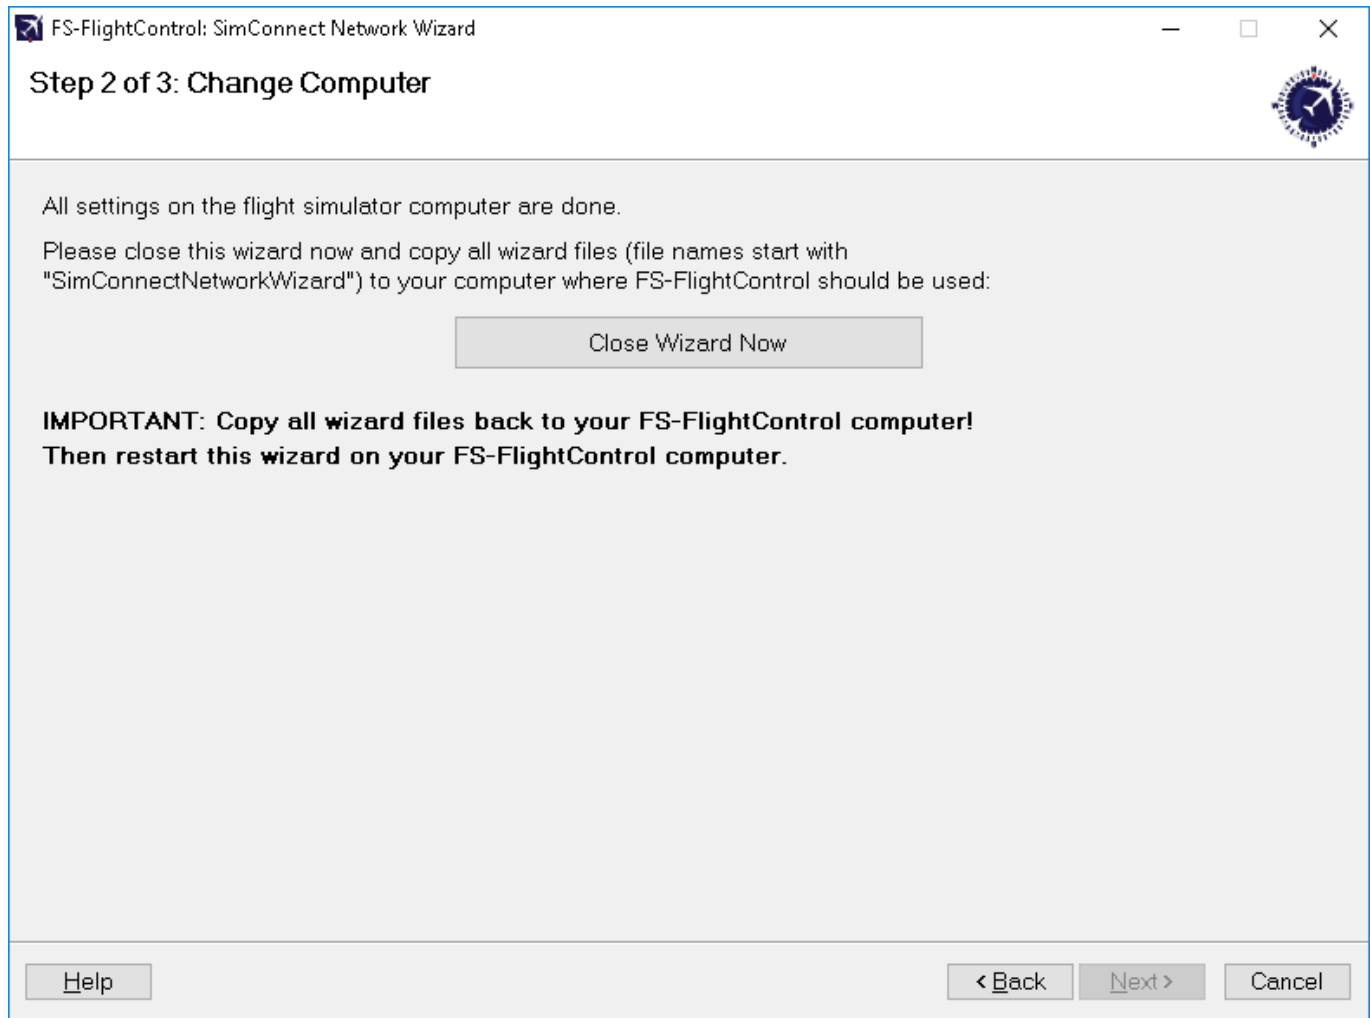 FS-FlightControl: SimConnect Network Wizard
Step 2 of 3: Change Computer
All settings on the flight simulator computer are done.
Please close this wizard now and copy all wizard files (file names start with
"SimConnectNetworkWizard") to your computer where FS-FlightControl should be used:
Close Wizard Now
IMPORTANT: Copy all wizard files back to your FS-FlightControl computer!
Then restart this wizard on your FS-FlightControl computer.
Help
< Back
Next >
Cancel